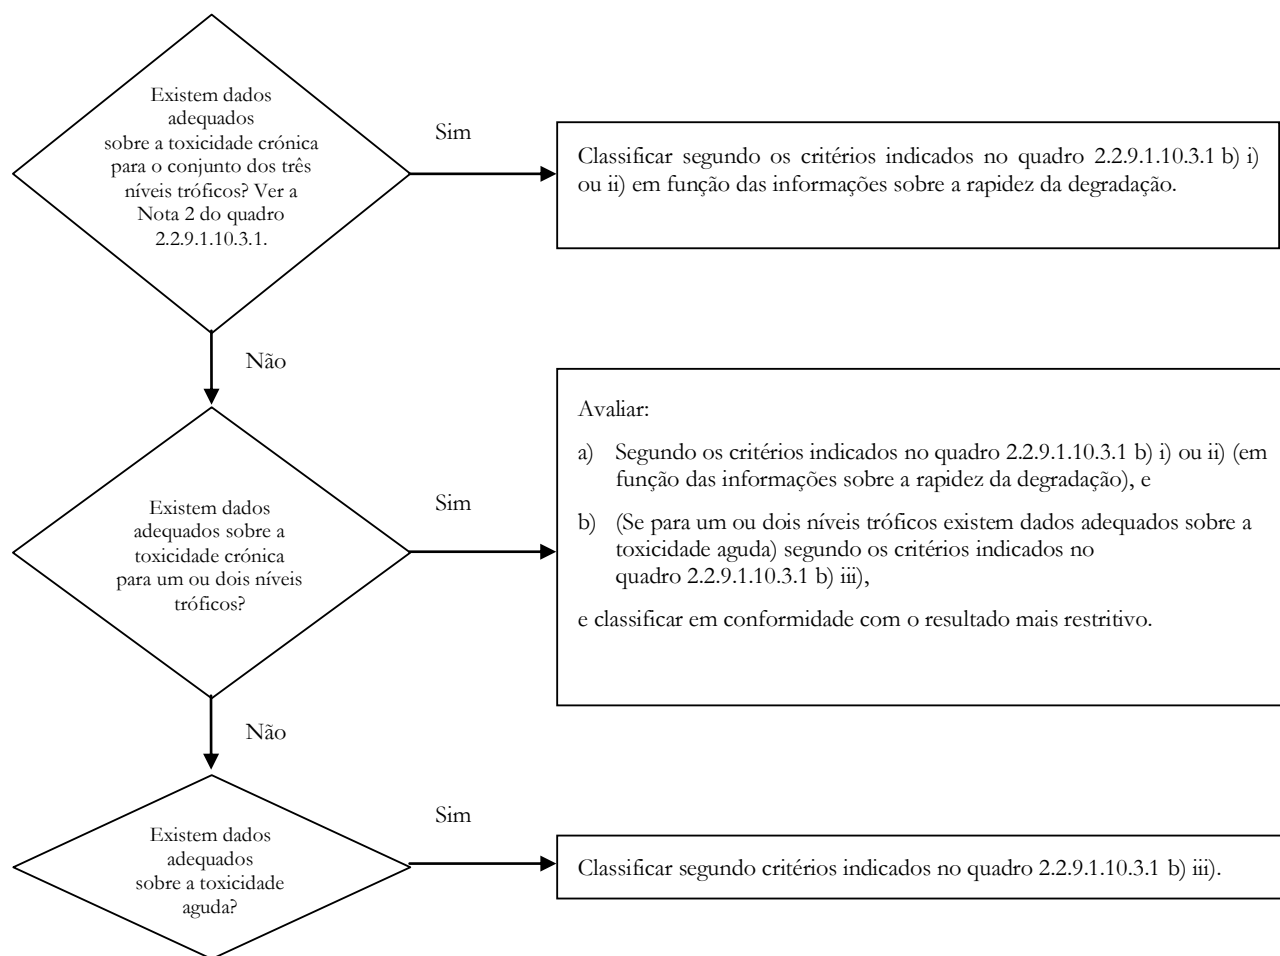 Existem dados
adequados
sobre a toxicidade crónica
para o conjunto dos três
níveis tróficos? Ver a
Nota 2 do quadro
2.2.9.1.10.3.1.
Sim
Classificar segundo os critérios indicados no quadro 2.2.9.1.10.3.1 b) i)
ou ii) em função das informações sobre a rapidez da degradação.
Não
Existem dados
adequados sobre a
toxicidade crónica
para um ou dois níveis
tróficos?
Sim
Avaliar:
a) Segundo os critérios indicados no quadro 2.2.9.1.10.3.1 b) i) ou ii) (em
função das informações sobre a rapidez da degradação), e
b) (Se para um ou dois níveis tróficos existem dados adequados sobre a
toxicidade aguda) segundo os critérios indicados no
quadro 2.2.9.1.10.3.1 b) iii),
e classificar em conformidade com o resultado mais restritivo.
Não
Existem dados
adequados
sobre a toxicidade
aguda?
Sim
Classificar segundo critérios indicados no quadro 2.2.9.1.10.3.1 b) iii).